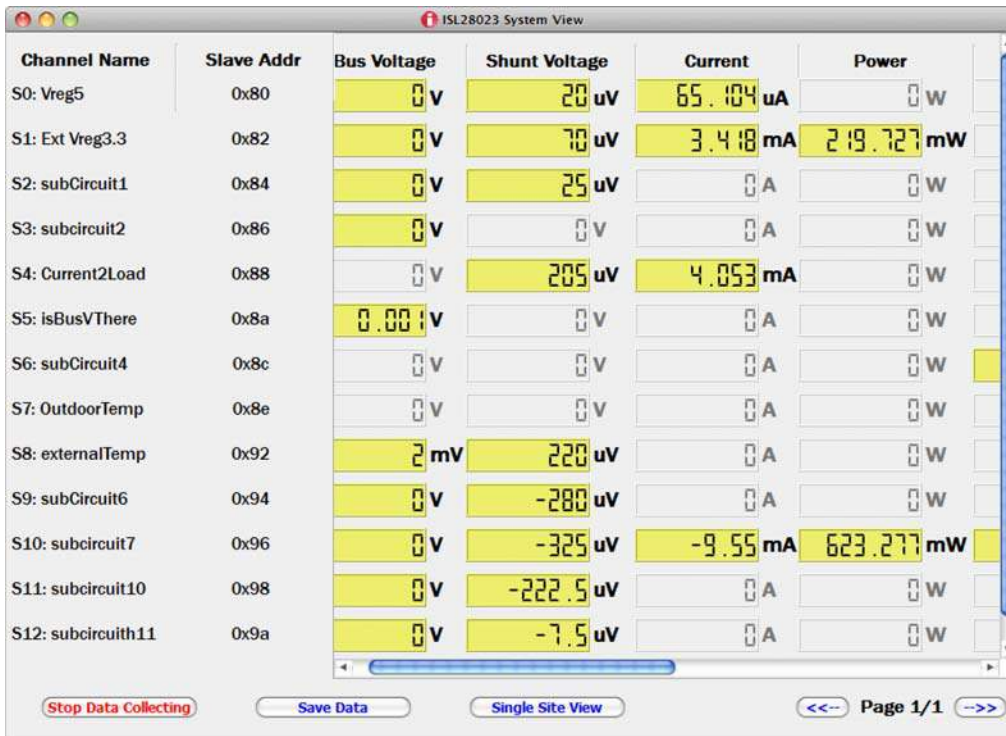 ISL28023 System View
Channel Name Slave Addr Bus Voltage Shunt Voltage Current Power
S0: Vreg5 0x80 0 V 20 uV 65.104 uA 0 W
S1: Ext Vreg3.3 0x82 0 V 70 uV 3.418 mA 219.727 mW
S2: subCircuit1 0x84 0 V 25 uV 0 A 0 W
S3: subcircuit2 0x86 0 V 0 V 0 A 0 W
S4: Current2Load 0x88 0 V 205 uV 4.053 mA 0 W
S5: isBusVThere 0x8a 0.001 V 0 V 0 A 0 W
S6: subCircuit4 0x8c 0 V 0 V 0 A 0 W
S7: OutdoorTemp 0x8e 0 V 0 V 0 A 0 W
S8: externalTemp 0x92 2 mV 220 uV 0 A 0 W
S9: subCircuit6 0x94 0 V -280 uV 0 A 0 W
S10: subcircuit7 0x96 0 V -325 uV -9.55 mA 623.277 mW
S11: subcircuit10 0x98 0 V -222.5 uV 0 A 0 W
S12: subcircuith11 0x9a 0 V -7.5 uV 0 A 0 W
Stop Data Collecting Save Data Single Site View <<-- Page 1/1 -->>